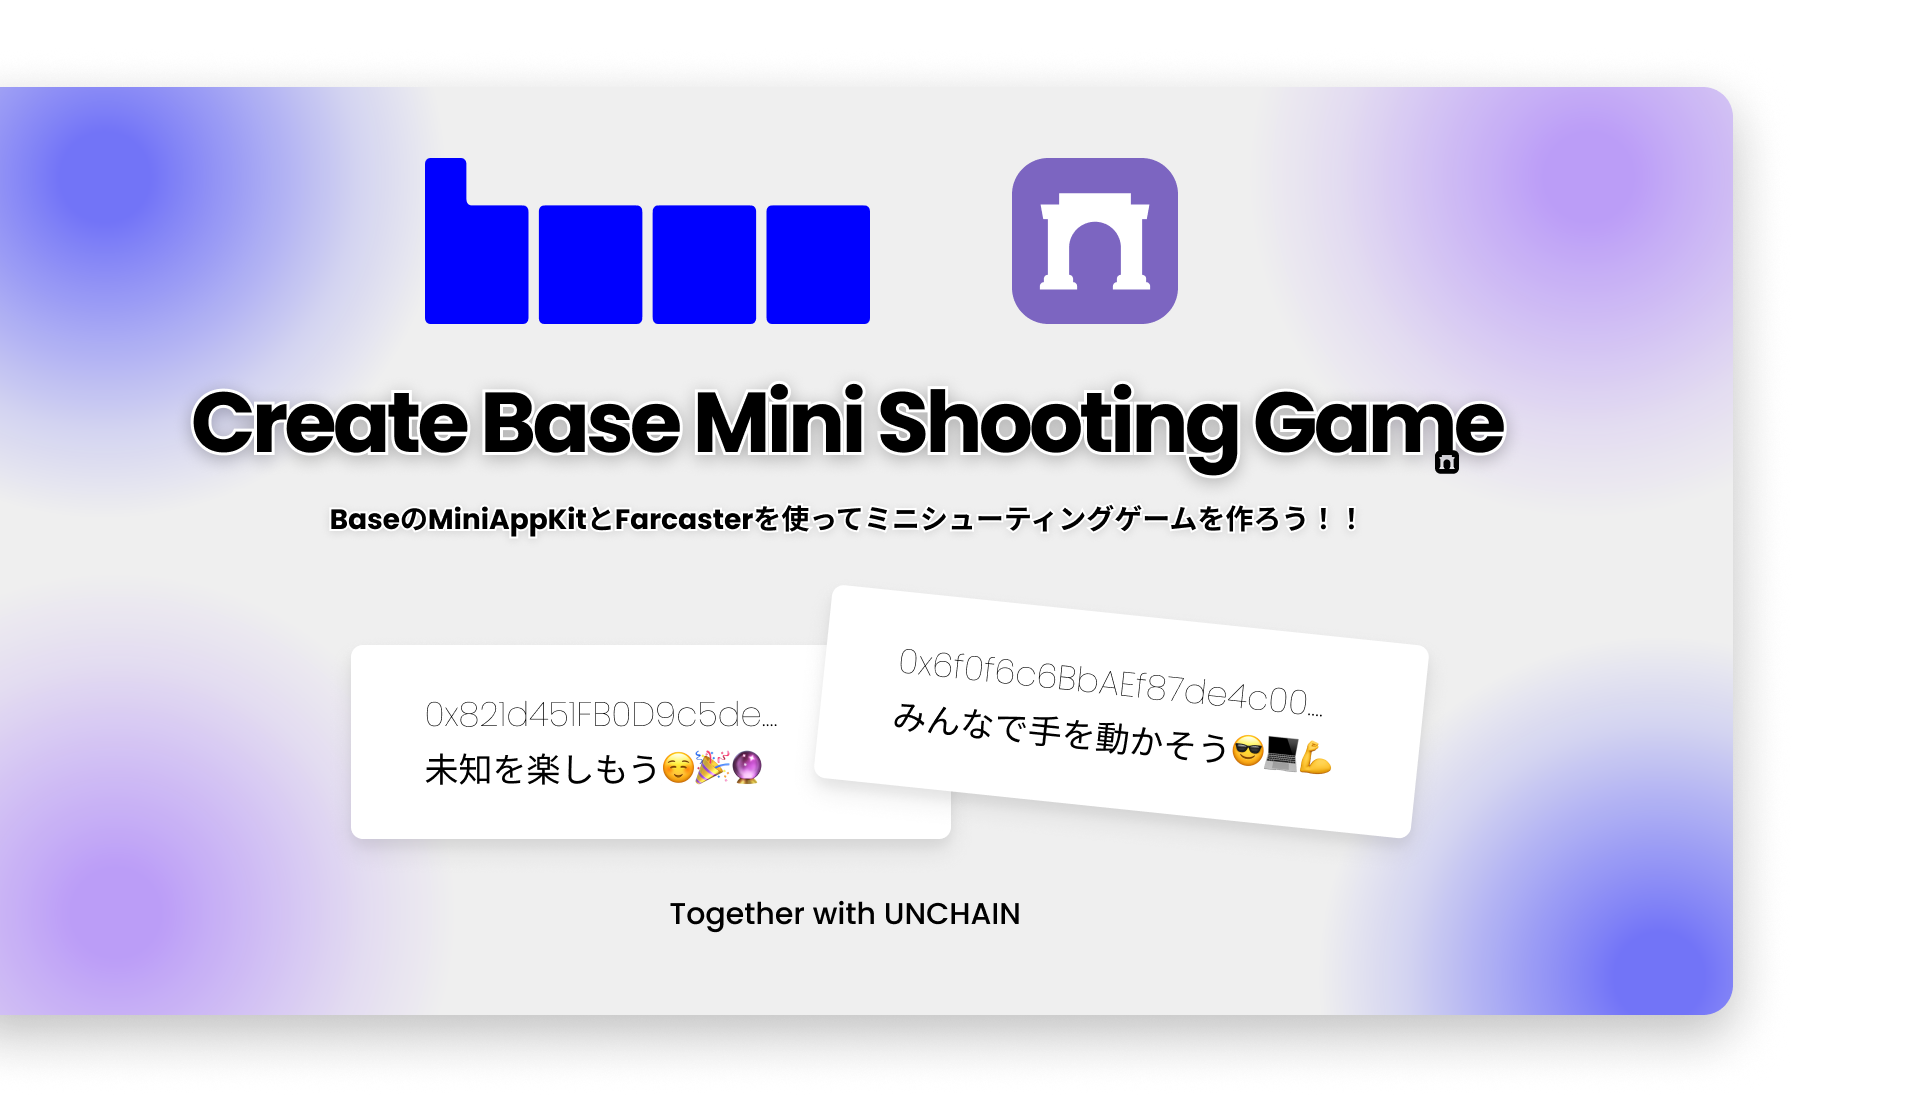 Create Base Mini Shooting Game
BaseのMiniAppKitとFarcasterを使ってミニシューティングゲームを作ろう！！
0x821d451FB0D9c5de....
未知を楽しもう☺️🎉🔮
0x6f0f6c6BbAEf87de4c00....
みんなで手を動かそう😎💻💪
Together with UNCHAIN